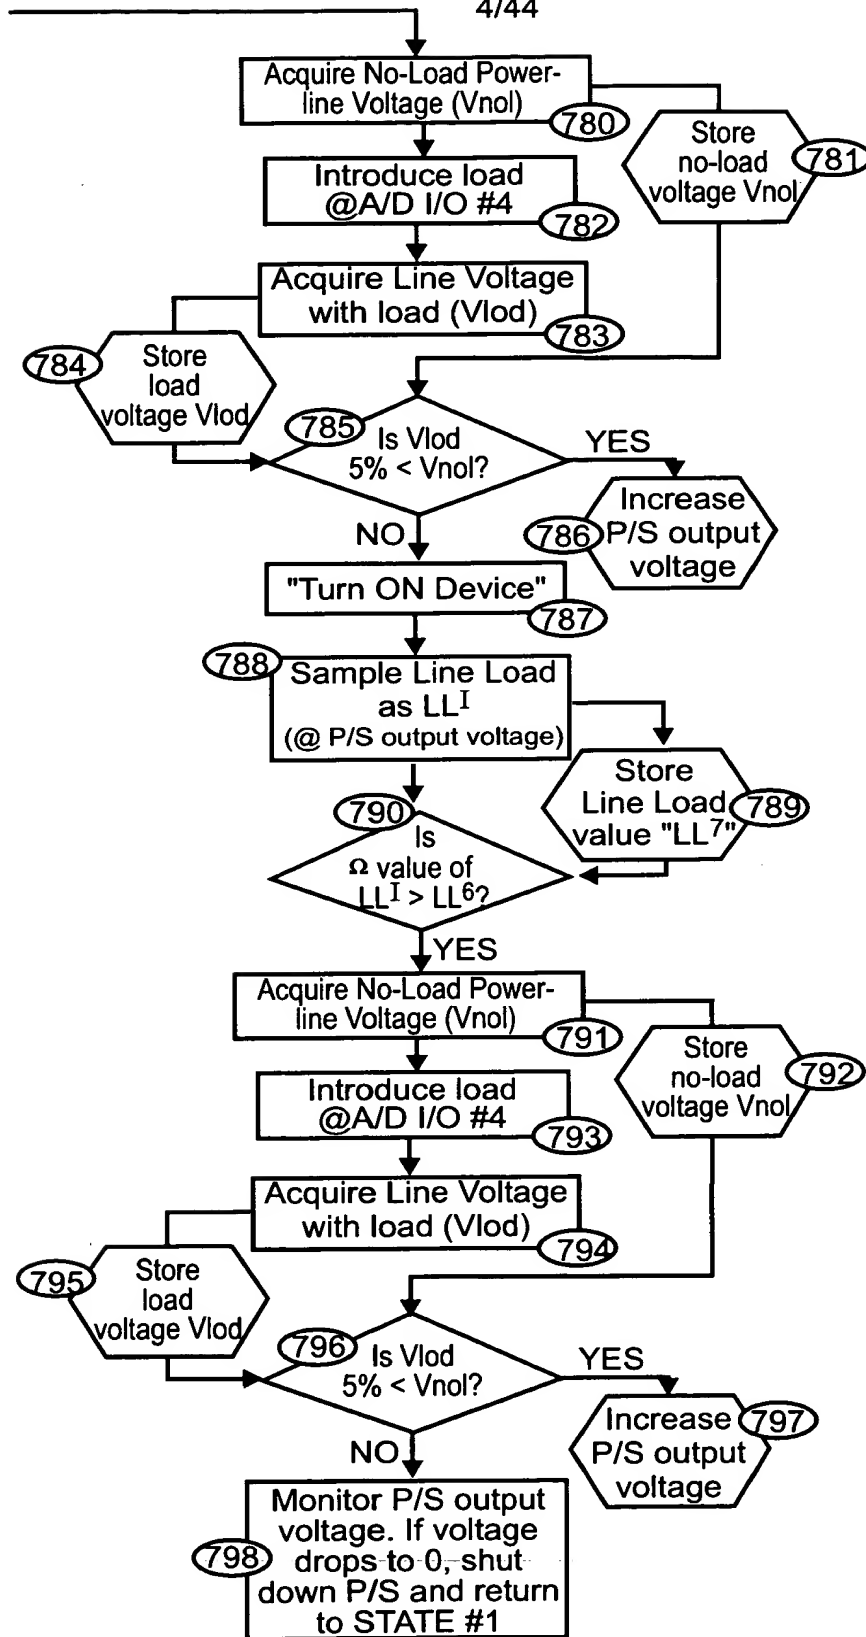 4/44
Acquire No-Load Power-
line Voltage (Vnol)
780
Store
no-load
voltage Vnol
781
Introduce load
@A/D I/O #4
782
Acquire Line Voltage
with load (Vlod)
783
784
Store
load
voltage Vlod
785
Is Vlod
5% < Vnol?
YES
Increase
P/S output
voltage
786
NO
"Turn ON Device"
787
788
Sample Line Load
as LLI
(@ P/S output voltage)
Store
Line Load
value "LL7"
789
790
Is
Ω value of
LLI > LL6?
YES
Acquire No-Load Power-
line Voltage (Vnol)
791
Store
no-load
voltage Vnol
792
Introduce load
@A/D I/O #4
793
Acquire Line Voltage
with load (Vlod)
794
795
Store
load
voltage Vlod
796
Is Vlod
5% < Vnol?
YES
Increase
P/S output
voltage
797
NO
798
Monitor P/S output
voltage. If voltage
drops to 0, shut
down P/S and return
to STATE #1